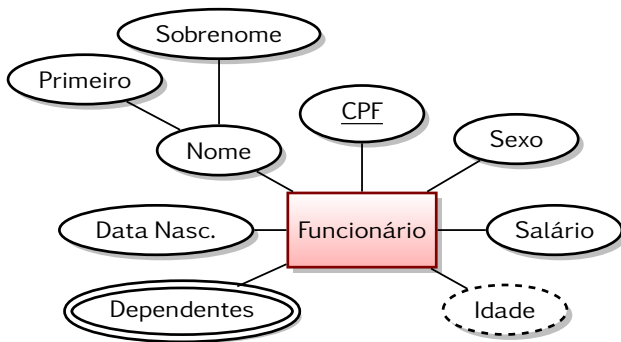 Sobrenome
Primeiro
CPF
Sexo
Nome
Data Nasc.
Funcionário
Salário
Dependentes
Idade